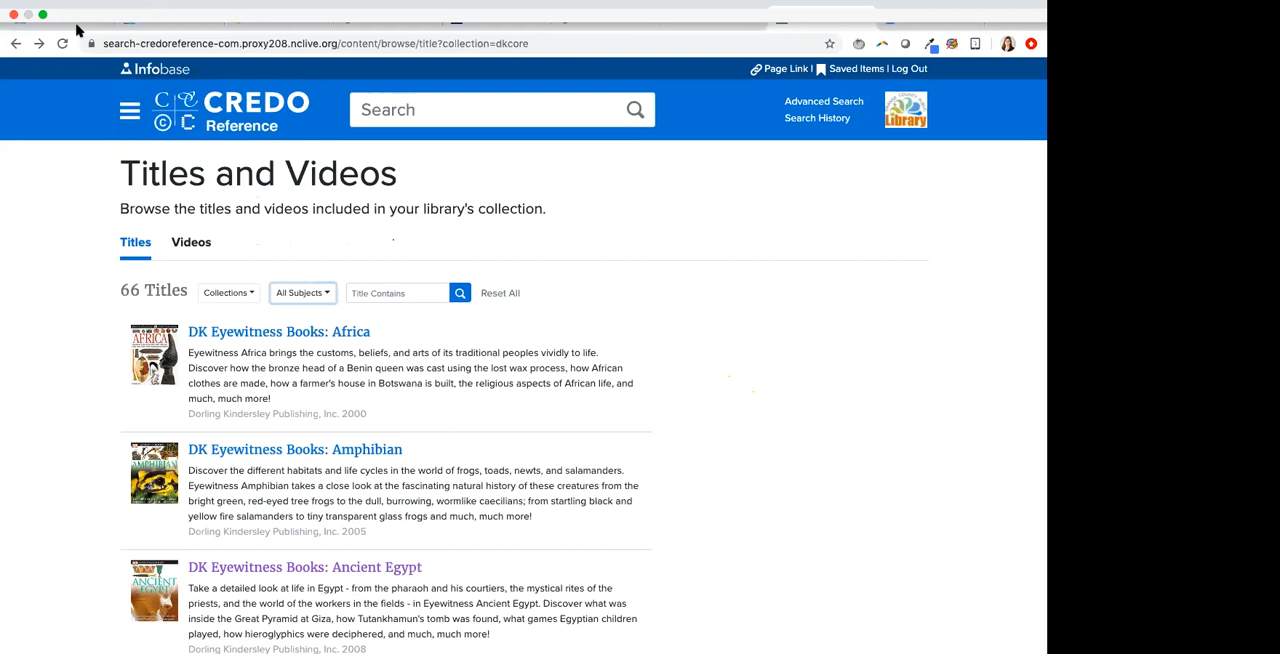 search-credoreference-com.proxy208.nclive.org/content/browse/title?collection=dkcore
Infobase
Page Link | Saved Items | Log Out
CREDO
Reference
Search
Advanced Search
Search History
Library
Titles and Videos
Browse the titles and videos included in your library's collection.
Titles Videos
66 Titles Collections All Subjects Title Contains Reset All
DK Eyewitness Books: Africa
Eyewitness Africa brings the customs, beliefs, and arts of its traditional peoples vividly to life.
Discover how the bronze head of a Benin queen was cast using the lost wax process, how African
clothes are made, how a farmer's house in Botswana is built, the religious aspects of African life, and
much, much more!
Dorling Kindersley Publishing, Inc. 2000
AFRICA
DK Eyewitness Books: Amphibian
Discover the different habitats and life cycles in the world of frogs, toads, newts, and salamanders.
Eyewitness Amphibian takes a close look at the fascinating natural history of these creatures from the
bright green, red-eyed tree frogs to the dull, burrowing, wormlike caecilians; from startling black and
yellow fire salamanders to tiny transparent glass frogs and much, much more!
Dorling Kindersley Publishing, Inc. 2005
AMPHIBIAN
DK Eyewitness Books: Ancient Egypt
Take a detailed look at life in Egypt - from the pharaoh and his courtiers, the mystical rites of the
priests, and the world of the workers in the fields - in Eyewitness Ancient Egypt. Discover what was
inside the Great Pyramid at Giza, how Tutankhamun's tomb was found, what games Egyptian children
played, how hieroglyphics were deciphered, and much, much more!
Dorling Kindersley Publishing, Inc. 2008
ANCIENT
EGYPT